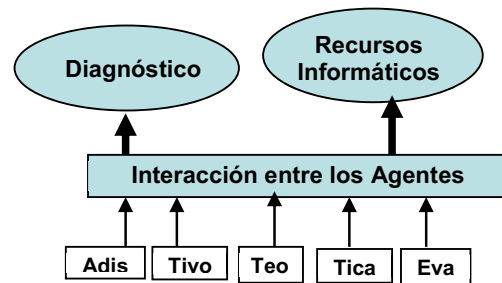 Diagnóstico
Recursos
Informáticos
Interacción entre los Agentes
Adis
Tivo
Teo
Tica
Eva